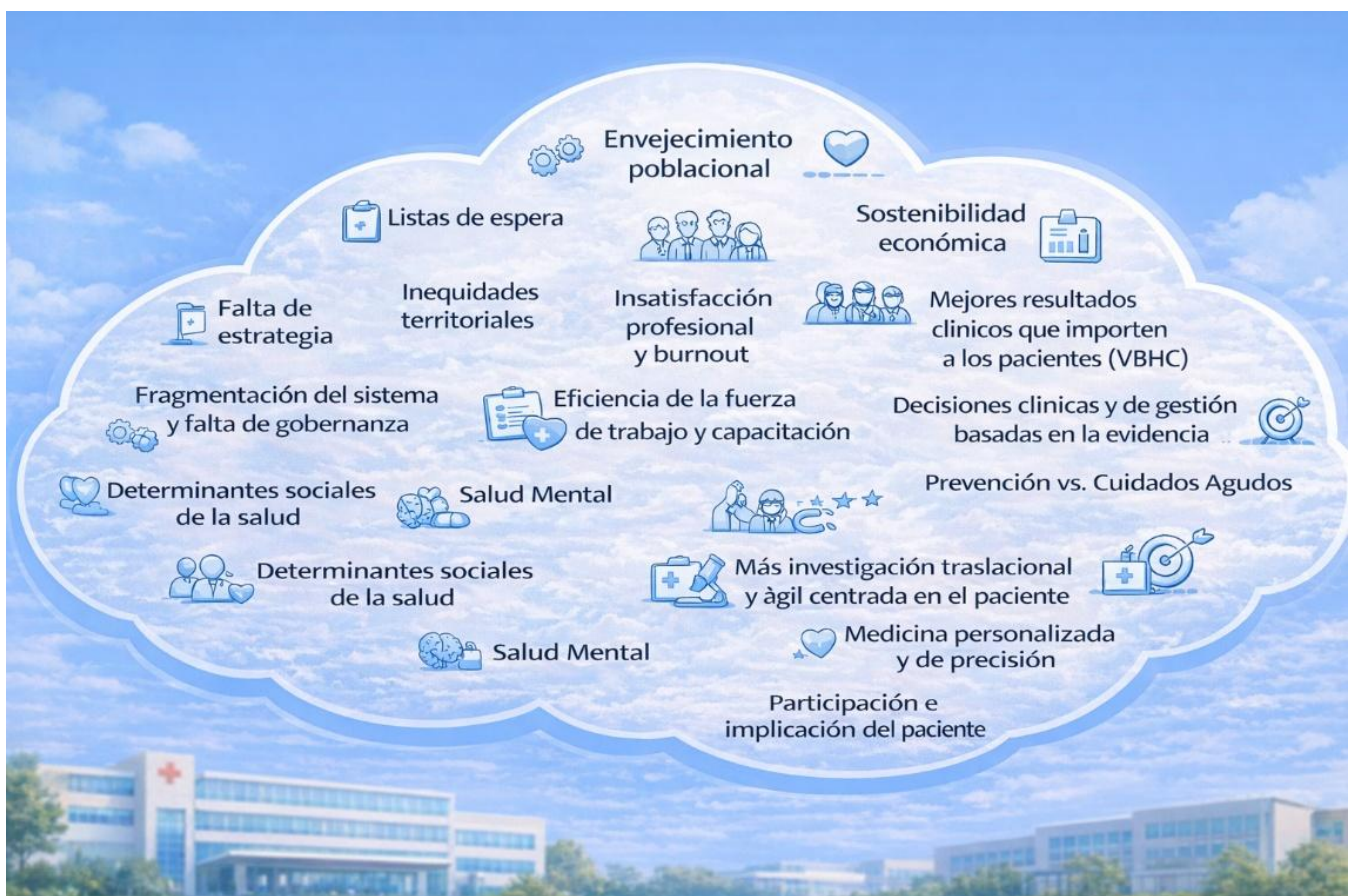 Envejecimiento
poblacional
Listas de espera
Sostenibilidad
económica
Falta de
estrategia
Inequidades
territoriales
Insatisfacción
profesional
y burnout
Mejores resultados
clinicos que importen
a los pacientes (VBHC)
Fragmentación del sistema
y falta de gobernanza
Eficiencia de la fuerza
de trabajo y capacitación
Decisiones clinicas y de gestión
basadas en la evidencia
Determinantes sociales
de la salud
Salud Mental
Prevención vs. Cuidados Agudos
Determinantes sociales
de la salud
Más investigación traslacional
y àgil centrada en el paciente
Salud Mental
Medicina personalizada
y de precisión
Participación e
implicación del paciente